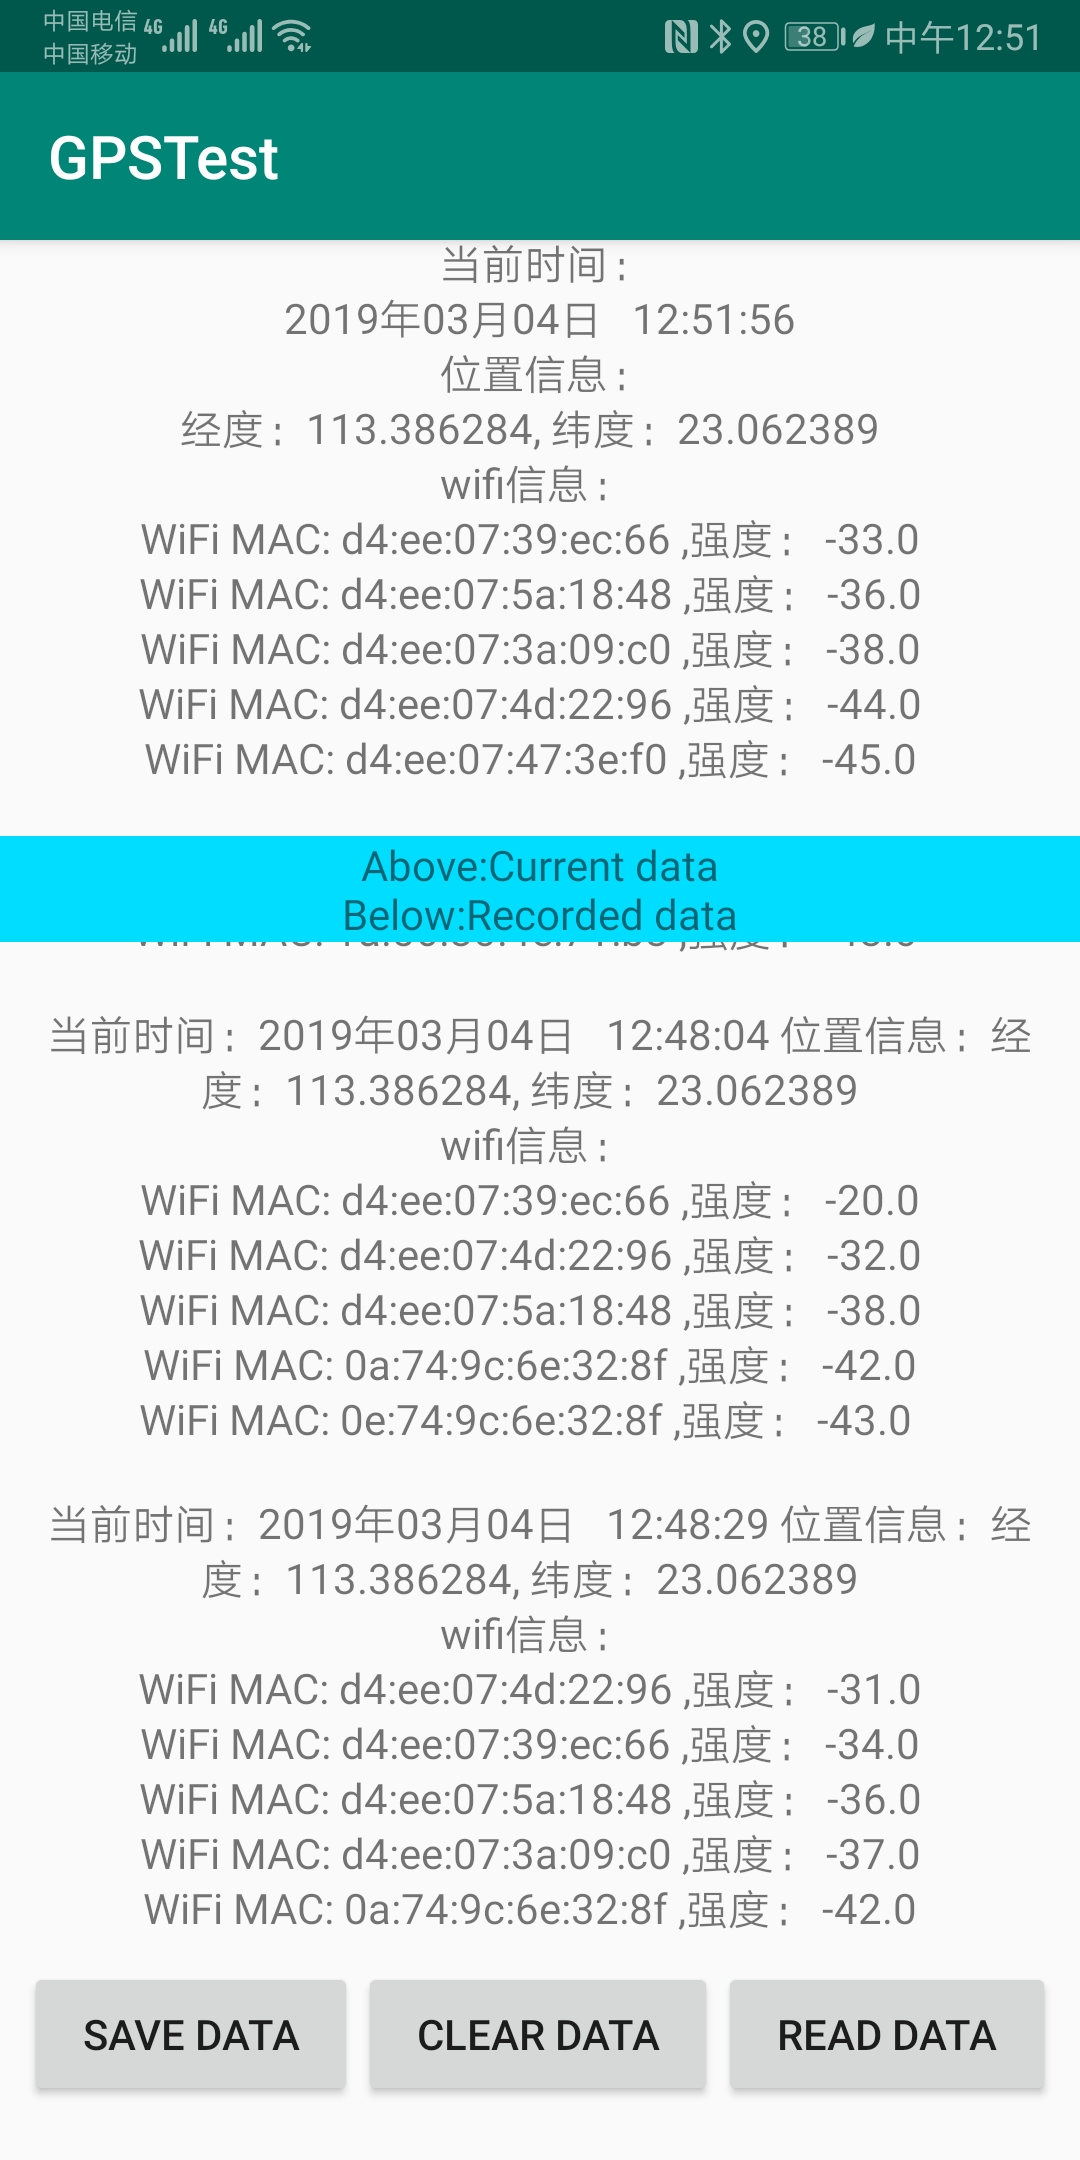 中国电信 4G 4G 38 中午12:51
中国移动
GPSTest
当前时间：
2019年03月04日 12:51:56
位置信息：
经度：113.386284, 纬度：23.062389
wifi信息：
WiFi MAC: d4:ee:07:39:ec:66 ,强度： -33.0
WiFi MAC: d4:ee:07:5a:18:48 ,强度： -36.0
WiFi MAC: d4:ee:07:3a:09:c0 ,强度： -38.0
WiFi MAC: d4:ee:07:4d:22:96 ,强度： -44.0
WiFi MAC: d4:ee:07:47:3e:f0 ,强度： -45.0
Above:Current data
Below:Recorded data
当前时间：2019年03月04日 12:48:04 位置信息：经
度：113.386284, 纬度：23.062389
wifi信息：
WiFi MAC: d4:ee:07:39:ec:66 ,强度： -20.0
WiFi MAC: d4:ee:07:4d:22:96 ,强度： -32.0
WiFi MAC: d4:ee:07:5a:18:48 ,强度： -38.0
WiFi MAC: 0a:74:9c:6e:32:8f ,强度： -42.0
WiFi MAC: 0e:74:9c:6e:32:8f ,强度： -43.0
当前时间：2019年03月04日 12:48:29 位置信息：经
度：113.386284, 纬度：23.062389
wifi信息：
WiFi MAC: d4:ee:07:4d:22:96 ,强度： -31.0
WiFi MAC: d4:ee:07:39:ec:66 ,强度： -34.0
WiFi MAC: d4:ee:07:5a:18:48 ,强度： -36.0
WiFi MAC: d4:ee:07:3a:09:c0 ,强度： -37.0
WiFi MAC: 0a:74:9c:6e:32:8f ,强度： -42.0
SAVE DATA CLEAR DATA READ DATA